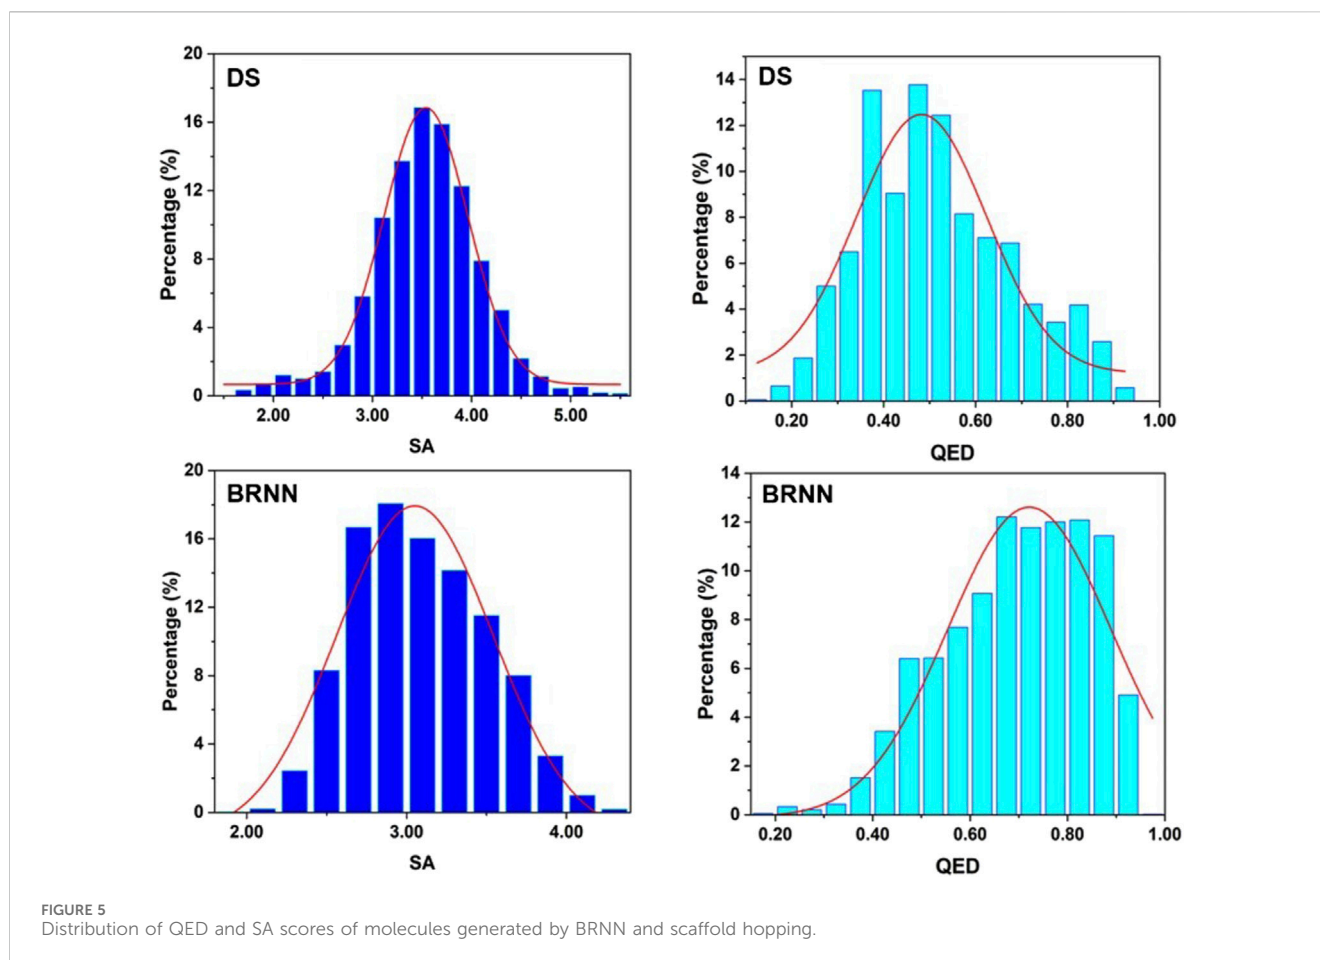 DS
Percentage (%)
20
16
12
8
4
0
2.00 3.00 4.00 5.00
SA
DS
Percentage (%)
14
12
10
8
6
4
2
0
0.20 0.40 0.60 0.80 1.00
QED
BRNN
Percentage (%)
20
16
12
8
4
0
2.00 3.00 4.00
SA
BRNN
Percentage (%)
14
12
10
8
6
4
2
0
0.20 0.40 0.60 0.80 1.00
QED
FIGURE 5
Distribution of QED and SA scores of molecules generated by BRNN and scaffold hopping.